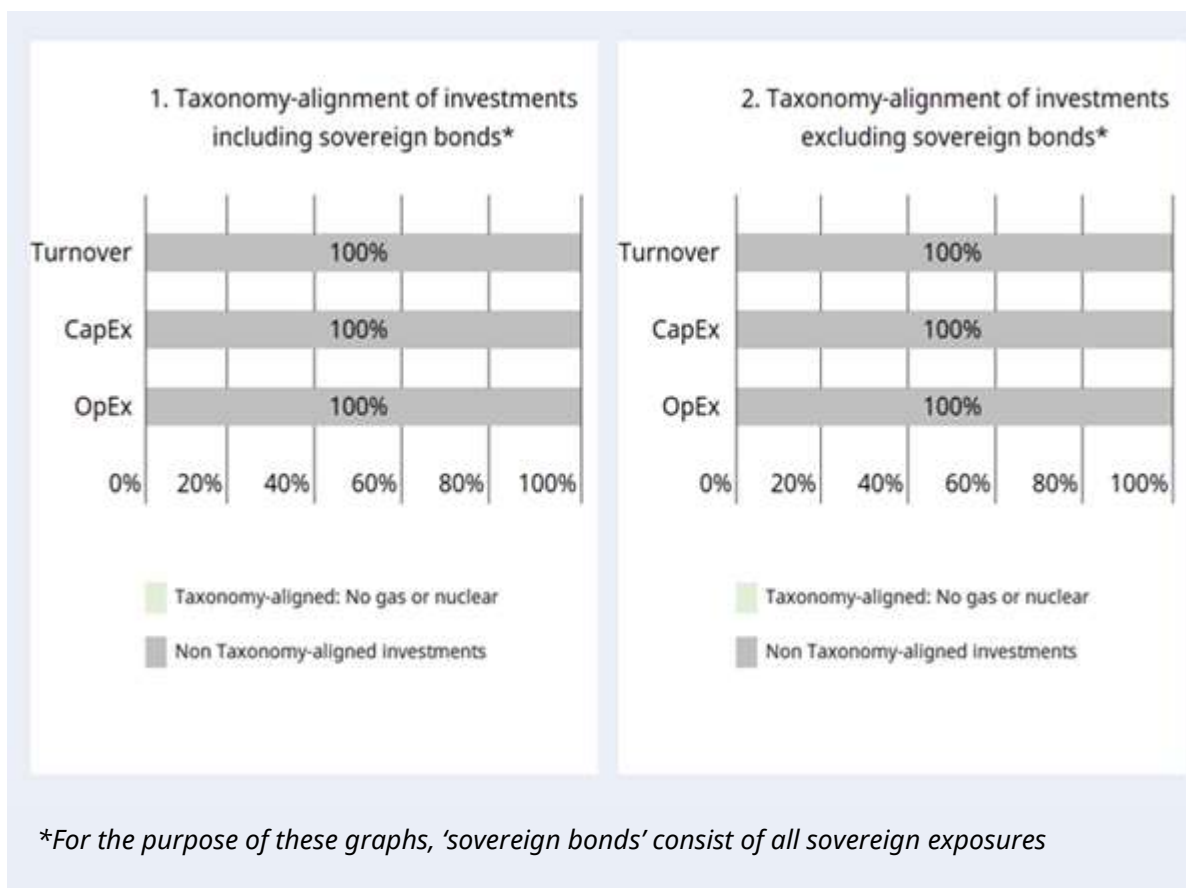 1. Taxonomy-alignment of investments
including sovereign bonds*
Turnover 100%
CapEx 100%
OpEx 100%
0% 20% 40% 60% 80% 100%
Taxonomy-aligned: No gas or nuclear
Non Taxonomy-aligned investments
2. Taxonomy-alignment of investments
excluding sovereign bonds*
Turnover 100%
CapEx 100%
OpEx 100%
0% 20% 40% 60% 80% 100%
Taxonomy-aligned: No gas or nuclear
Non Taxonomy-aligned investments
*For the purpose of these graphs, ‘sovereign bonds’ consist of all sovereign exposures